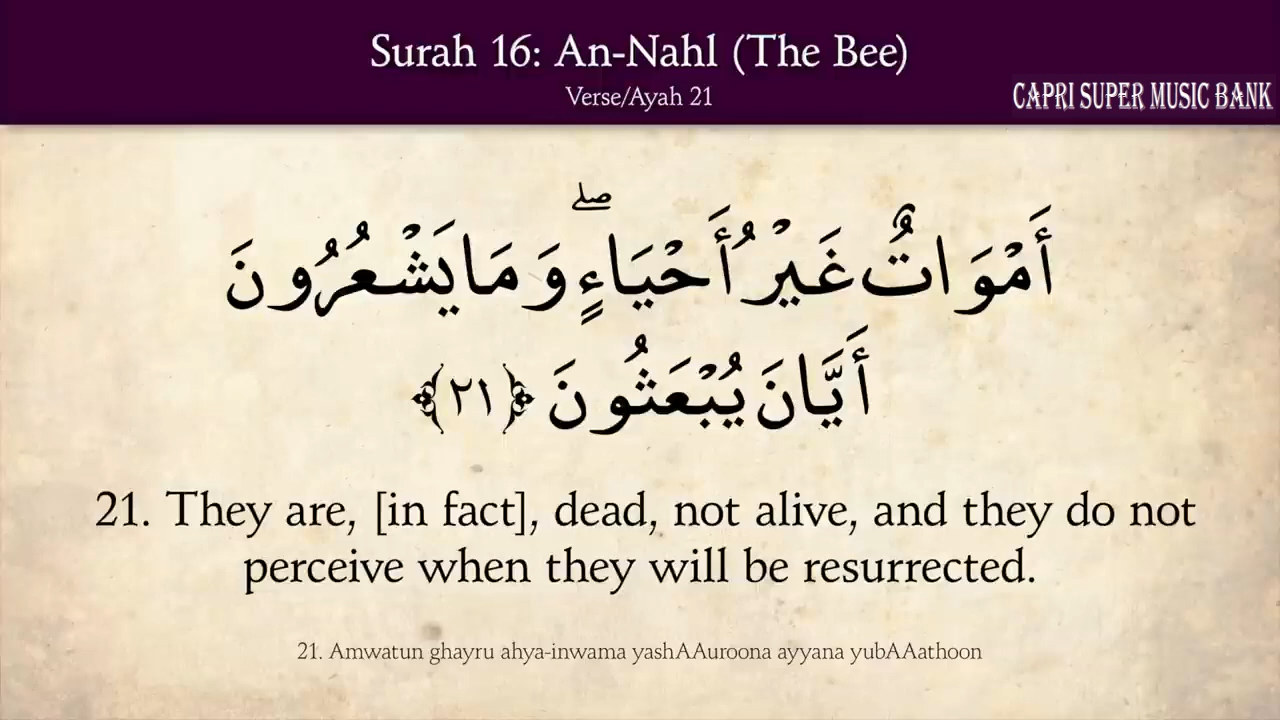 Surah 16: An-Nahl (The Bee)
Verse/Ayah 21
CAPRI SUPER MUSIC BANK
أَمْوَاتٌ غَيْرُ أَحْيَاءٍ ۖ وَمَا يَشْعُرُونَ
أَيَّانَ يُبْعَثُونَ ﴿٢١﴾
21. They are, [in fact], dead, not alive, and they do not
perceive when they will be resurrected.
21. Amwatun ghayru ahya-inwama yashAAuroona ayyana yubAAathoon